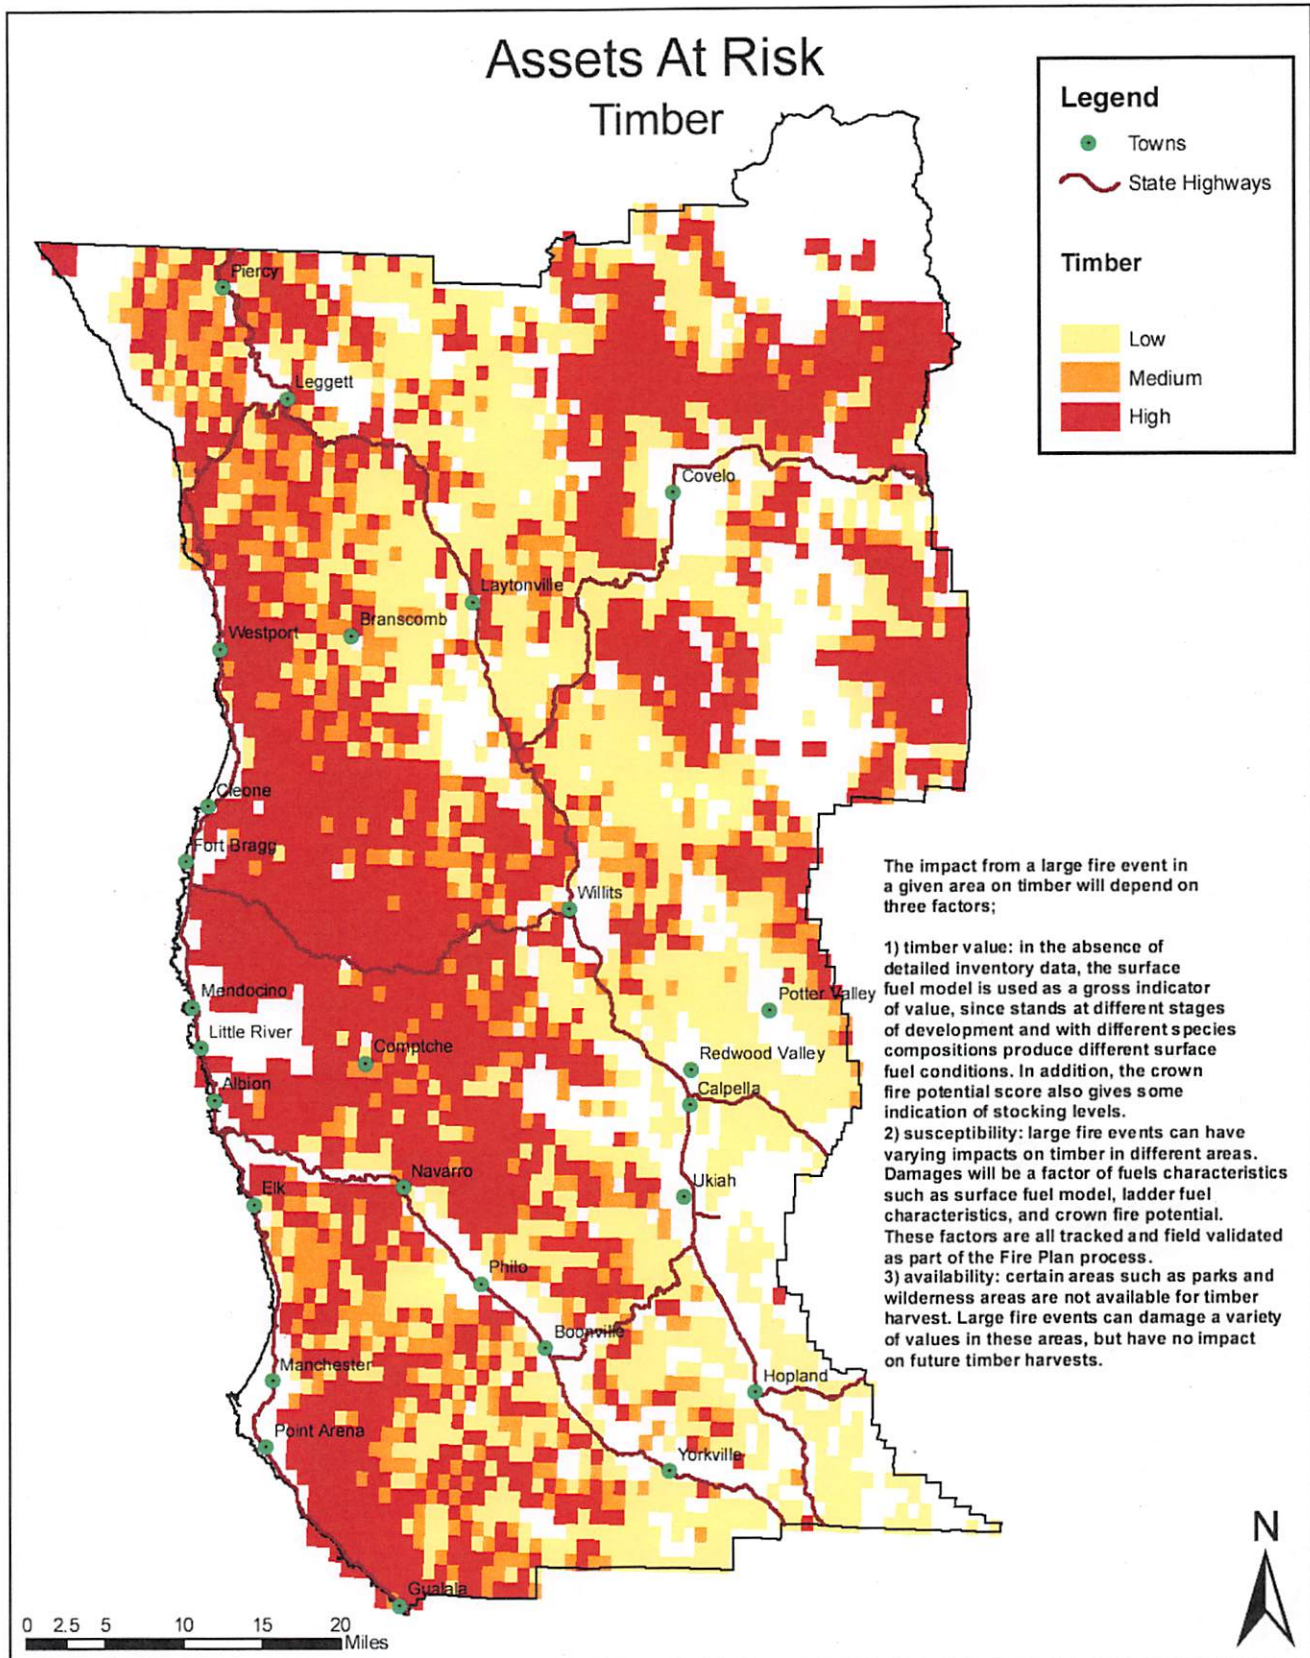 Assets At Risk
Timber
Legend
Towns
State Highways
Timber
Low
Medium
High
Piercy
Leggett
Covelo
Laytonville
Branscomb
Westport
Cleone
Fort Bragg
Willits
Mendocino
Potter Valley
Little River
Comptche
Redwood Valley
Albion
Calpella
Navarro
Elk
Ukiah
Philo
Boonville
Manchester
Hopland
Point Arena
Yorkville
Gualala
The impact from a large fire event in
a given area on timber will depend on
three factors;
1) timber value: in the absence of
detailed inventory data, the surface
fuel model is used as a gross indicator
of value, since stands at different stages
of development and with different species
compositions produce different surface
fuel conditions. In addition, the crown
fire potential score also gives some
indication of stocking levels.
2) susceptibility: large fire events can have
varying impacts on timber in different areas.
Damages will be a factor of fuels characteristics
such as surface fuel model, ladder fuel
characteristics, and crown fire potential.
These factors are all tracked and field validated
as part of the Fire Plan process.
3) availability: certain areas such as parks and
wilderness areas are not available for timber
harvest. Large fire events can damage a variety
of values in these areas, but have no impact
on future timber harvests.
N
0 2.5 5 10 15 20
Miles